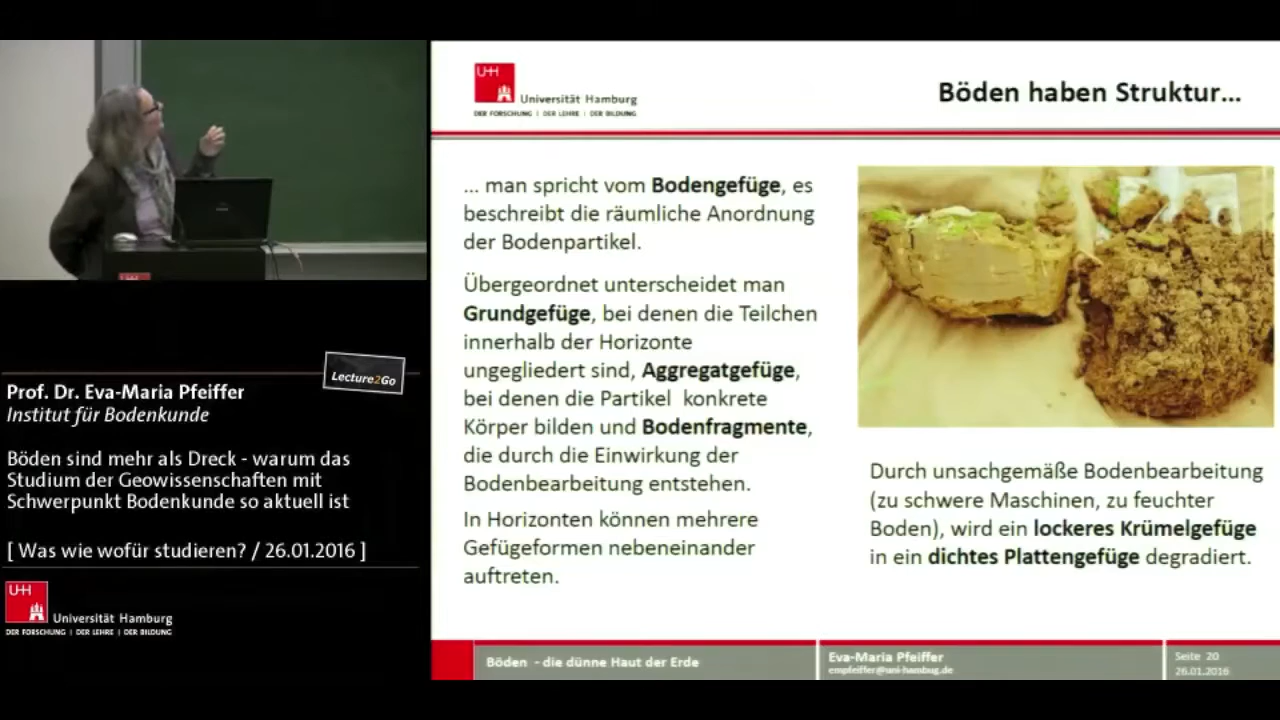 Böden haben Struktur...
UHH
Universität Hamburg
DER FORSCHUNG | DER LEHRE | DER BILDUNG
... man spricht vom Bodengefüge, es
beschreibt die räumliche Anordnung
der Bodenpartikel.
Übergeordnet unterscheidet man
Grundgefüge, bei denen die Teilchen
innerhalb der Horizonte
ungegliedert sind, Aggregatgefüge,
bei denen die Partikel konkrete
Körper bilden und Bodenfragmente,
die durch die Einwirkung der
Bodenbearbeitung entstehen.
In Horizonten können mehrere
Gefügeformen nebeneinander
auftreten.
Durch unsachgemäße Bodenbearbeitung
(zu schwere Maschinen, zu feuchter
Boden), wird ein lockeres Krümelgefüge
in ein dichtes Plattengefüge degradiert.
Böden - die dünne Haut der Erde
Eva-Maria Pfeiffer
empfeiffer@uni-hambug.de
Seite 20
26.01.2016
Lecture2Go
Prof. Dr. Eva-Maria Pfeiffer
Institut für Bodenkunde
Böden sind mehr als Dreck - warum das
Studium der Geowissenschaften mit
Schwerpunkt Bodenkunde so aktuell ist
[ Was wie wofür studieren? / 26.01.2016 ]
UHH
Universität Hamburg
DER FORSCHUNG | DER LEHRE | DER BILDUNG